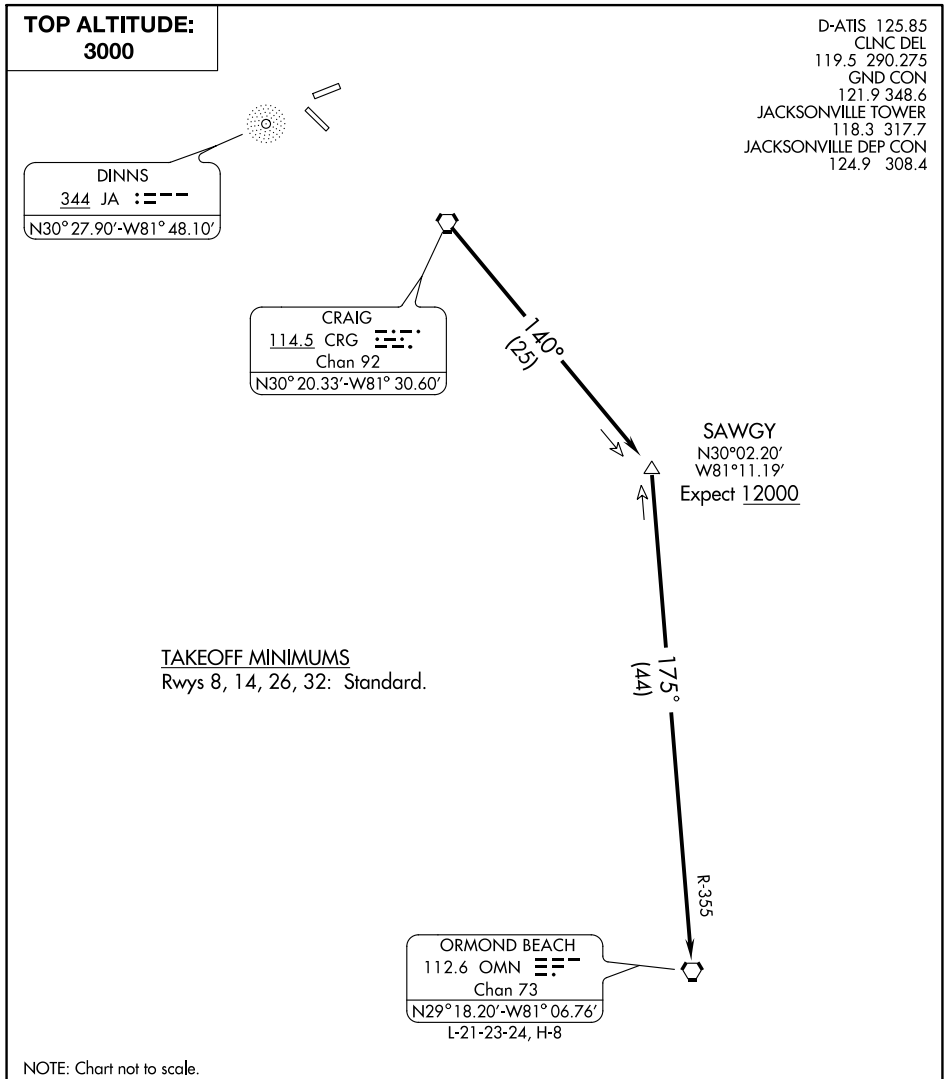 TOP ALTITUDE:
3000
D-ATIS 125.85
CLNC DEL
119.5 290.275
GND CON
121.9 348.6
JACKSONVILLE TOWER
118.3 317.7
JACKSONVILLE DEP CON
124.9 308.4
DINNS
344 JA
N30° 27.90'-W81° 48.10'
CRAIG
114.5 CRG
Chan 92
N30° 20.33'-W81° 30.60'
140°
(25)
SAWGY
N30°02.20'
W81°11.19'
Expect 12000
TAKEOFF MINIMUMS
Rwys 8, 14, 26, 32: Standard.
175°
(44)
R-355
ORMOND BEACH
112.6 OMN
Chan 73
N29° 18.20'-W81° 06.76'
L-21-23-24, H-8
NOTE: Chart not to scale.